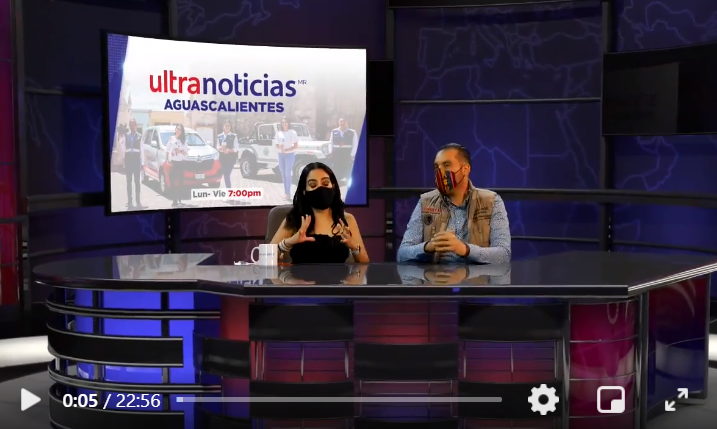 ultranoticias MR
AGUASCALIENTES
Lun- Vie 7:00pm
0:05 / 22:56